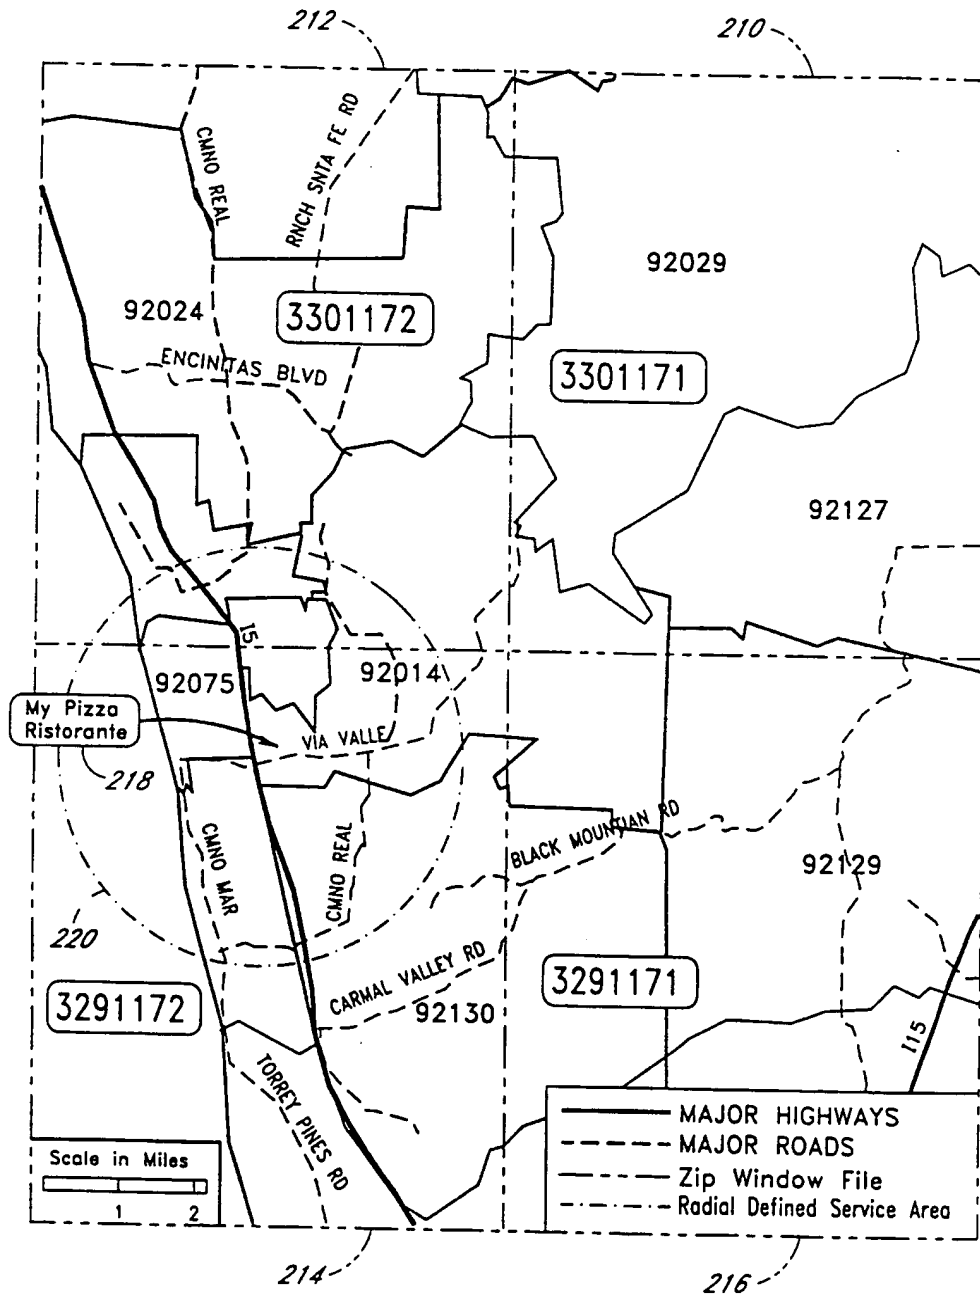 212
210
CMNO REAL
RNCH SNTA FE RD
92029
92024
3301172
ENCINITAS BLVD
3301171
92127
I5
92075
92014
My Pizza
Ristorante
VIA VALLE
218
BLACK MOUNTIAN RD
CMNO MAR
CMNO REAL
92129
220
CARMAL VALLEY RD
3291172
3291171
92130
I15
TORREY PINES RD
MAJOR HIGHWAYS
MAJOR ROADS
Zip Window File
Radial Defined Service Area
Scale in Miles
1 2
214
216